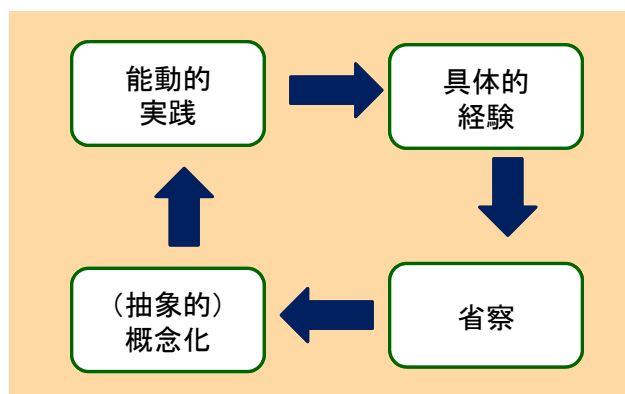 能動的
実践
具体的
経験
（抽象的）
概念化
省察